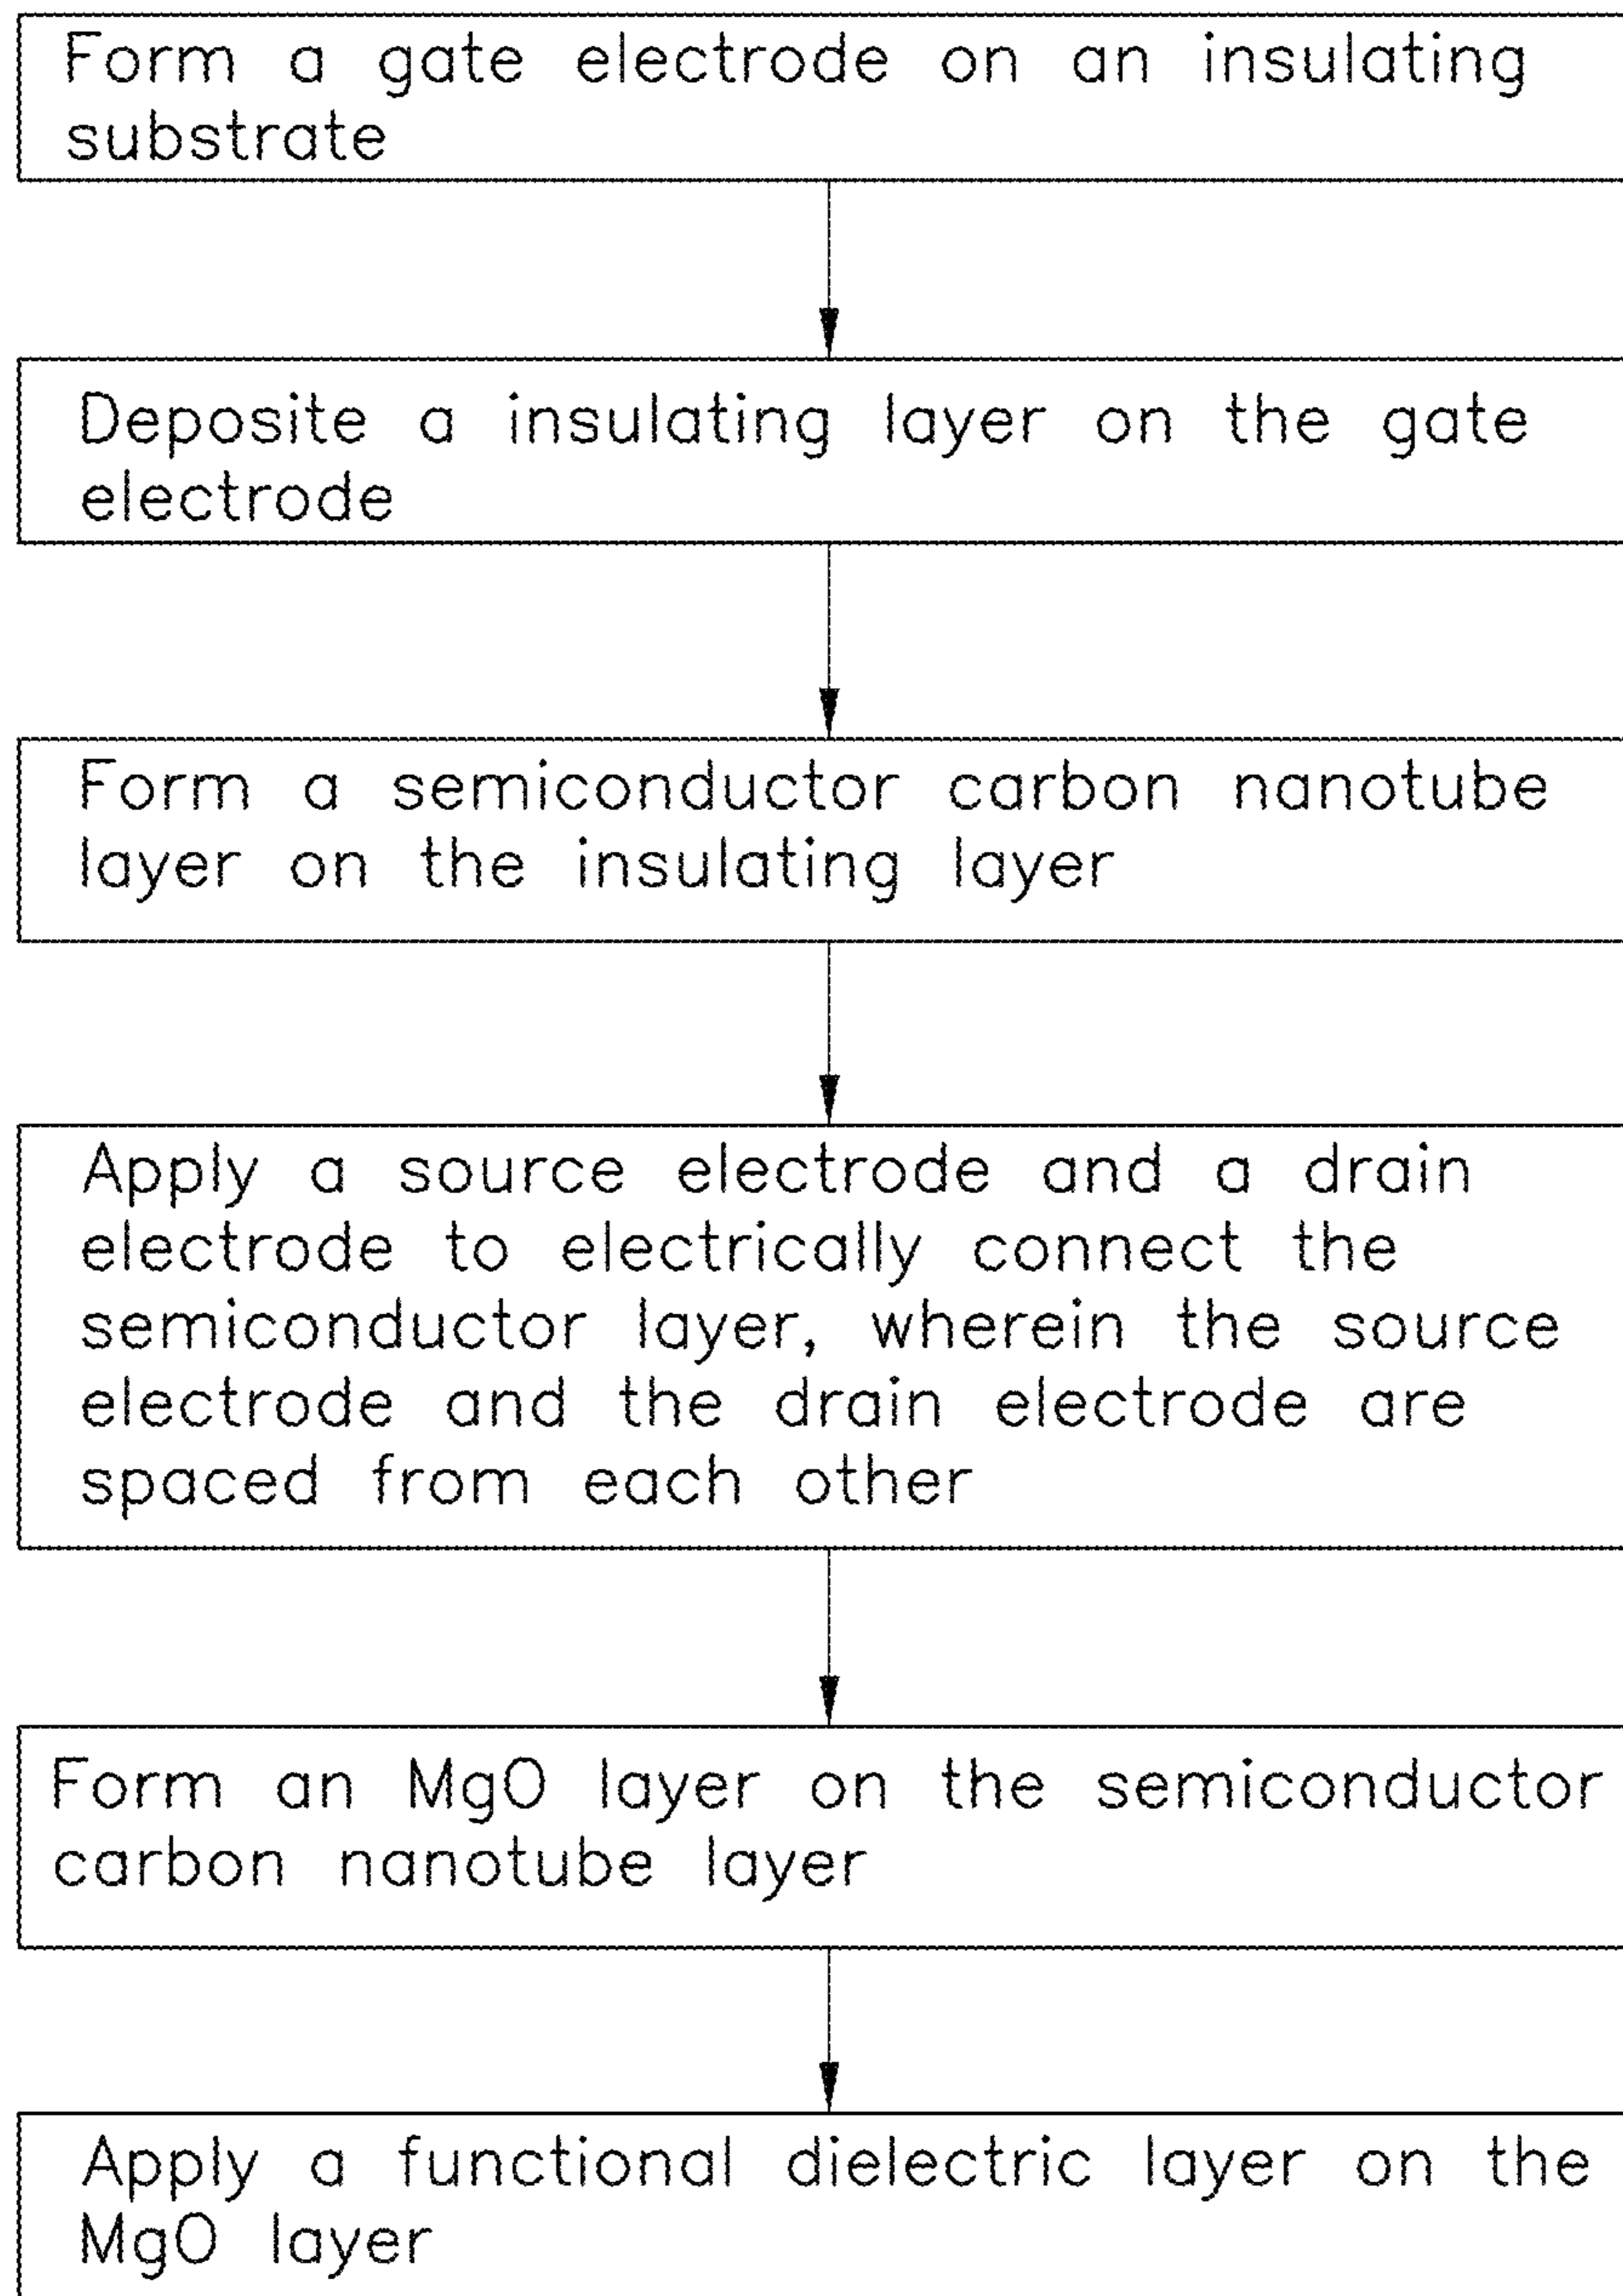 Form a gate electrode on an insulating
substrate
Deposite a insulating layer on the gate
electrode
Form a semiconductor carbon nanotube
layer on the insulating layer
Apply a source electrode and a drain
electrode to electrically connect the
semiconductor layer, wherein the source
electrode and the drain electrode are
spaced from each other
Form an MgO layer on the semiconductor
carbon nanotube layer
Apply a functional dielectric layer on the
MgO layer